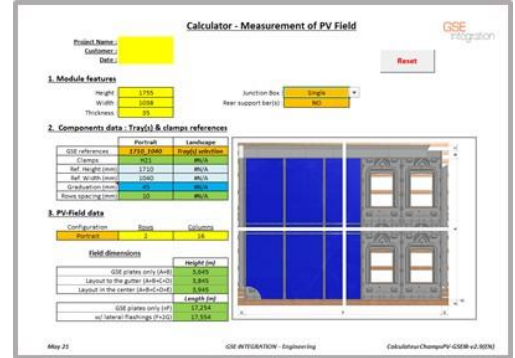 Calculator - Measurement of PV Field
GSE
integration
Project Name :
Customer :
Date :
Reset
1. Module features
Height 1755
Width 1038
Thickness 35
Junction Box : Single
Rear support bar(s) : NO
2. Components data : Tray(s) & clamps references
Portrait Landscape
GSE references 1710_1040 Tray(s) selection
Clamps H21 #N/A
Ref. Height (mm) 1710 #N/A
Ref. Width (mm) 1040 #N/A
Graduation (mm) 45 #N/A
Rows spacing (mm) 10 #N/A
3. PV-Field data
Configuration Rows Columns
Portrait 2 16
Field dimensions
Height (m)
GSE plates only (A+B) 3,645
Layout to the gutter (A+B+C+D) 3,845
Layout in the center (A+B+C+E) 3,945
Length (m)
GSE plates only (+F) 17,254
w/ lateral flashings (F+2G) 17,554
May 21
GSE INTEGRATION - Engineering
CalculateurChampsPV-GSEIR-v2.9(EN)